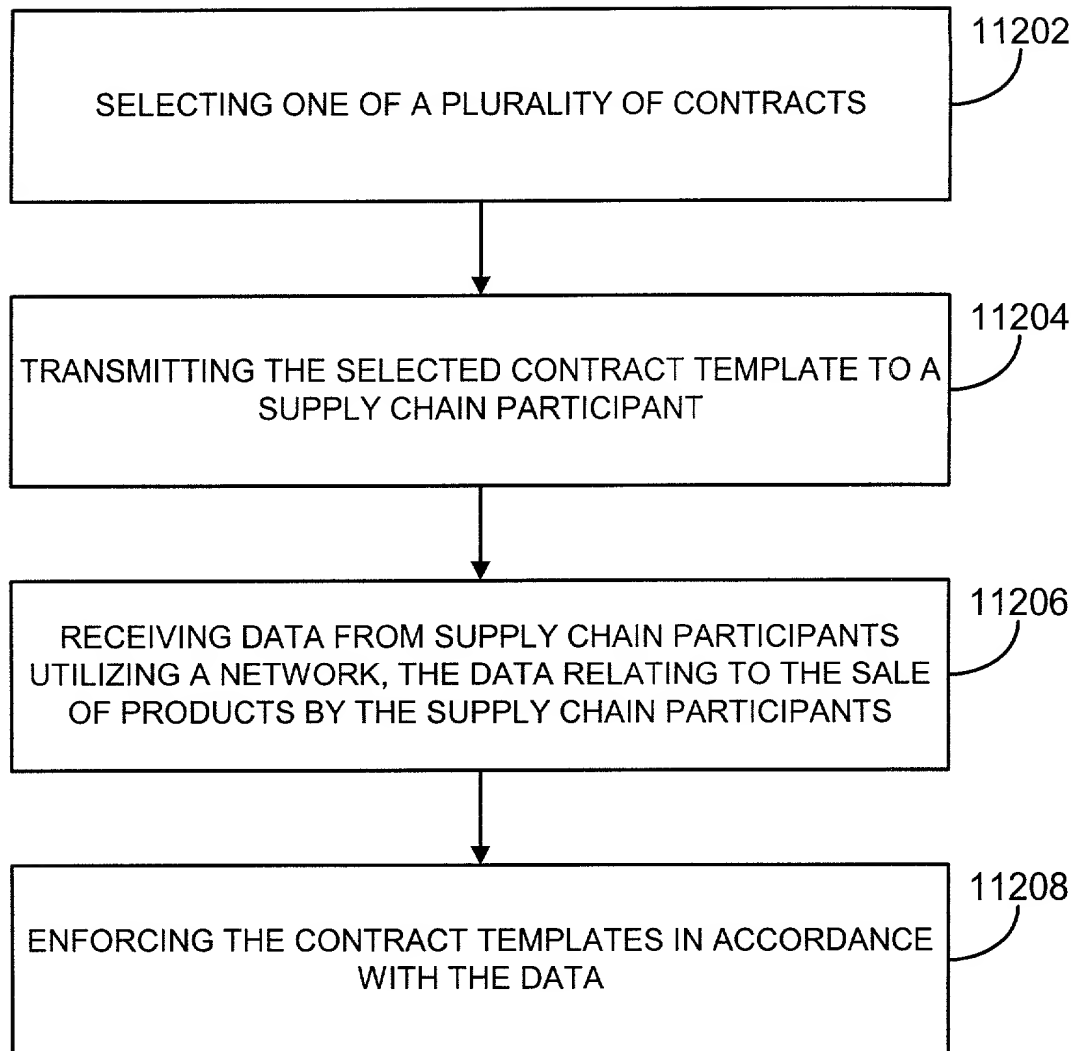 11202
SELECTING ONE OF A PLURALITY OF CONTRACTS
11204
TRANSMITTING THE SELECTED CONTRACT TEMPLATE TO A
SUPPLY CHAIN PARTICIPANT
11206
RECEIVING DATA FROM SUPPLY CHAIN PARTICIPANTS
UTILIZING A NETWORK, THE DATA RELATING TO THE SALE
OF PRODUCTS BY THE SUPPLY CHAIN PARTICIPANTS
11208
ENFORCING THE CONTRACT TEMPLATES IN ACCORDANCE
WITH THE DATA